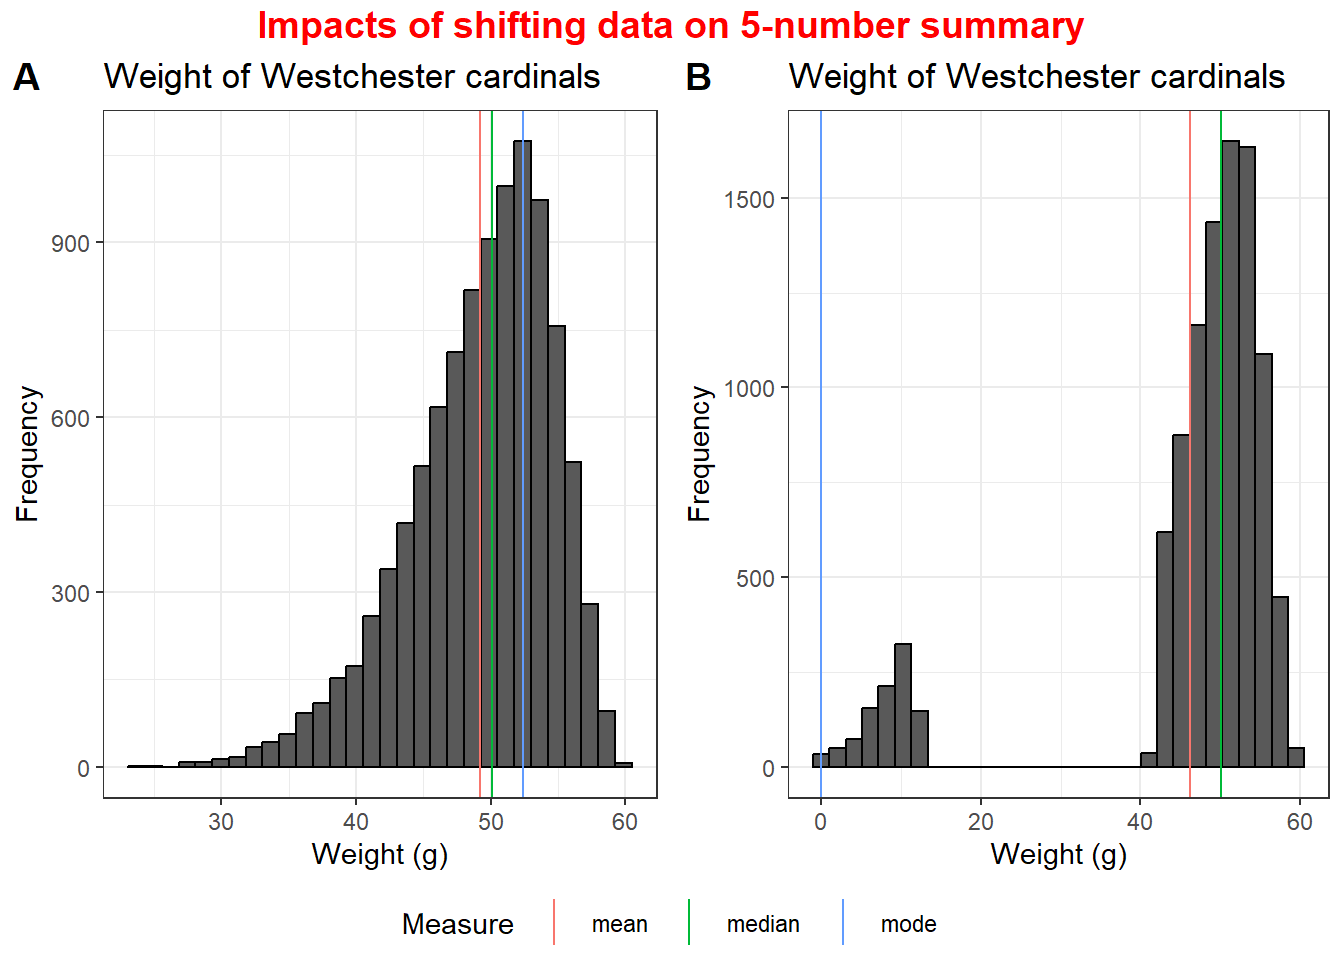 Impacts of shifting data on 5-number summary
A
Weight of Westchester cardinals
Frequency
900
600
300
0
30 40 50 60
Weight (g)
B
Weight of Westchester cardinals
Frequency
1500
1000
500
0
0 20 40 60
Weight (g)
Measure mean median mode